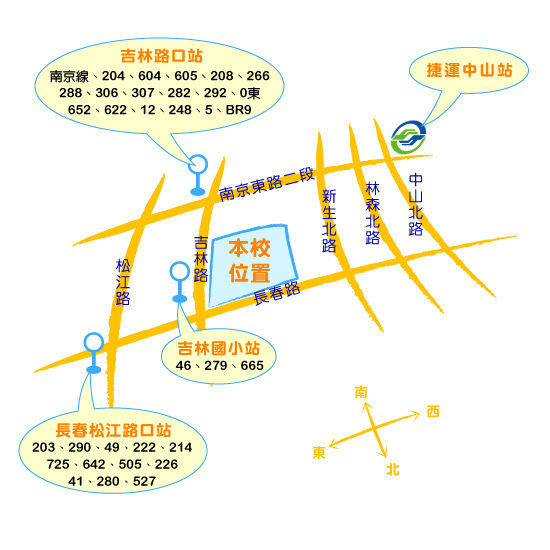 吉林路口站
南京線、204、604、605、208、266
288、306、307、282、292、0東
652、622、12、248、5、BR9
捷運中山站
南京東路二段
中山北路
林森北路
新生北路
吉林路
本校
位置
松江路
長春路
吉林國小站
46、279、665
長春松江路口站
203、290、49、222、214
725、642、505、226
41、280、527
南
西
東
北